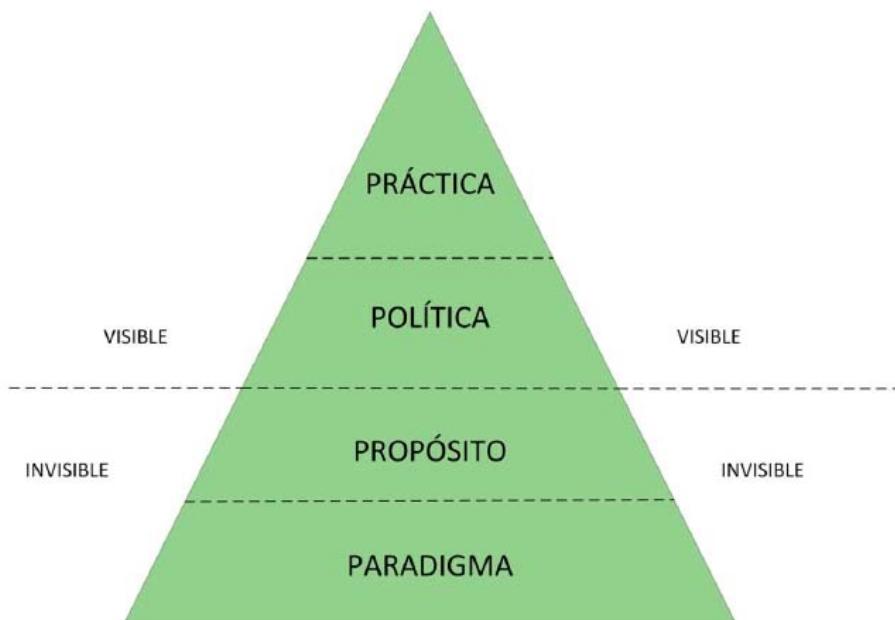 PRÁCTICA
POLÍTICA
VISIBLE
VISIBLE
PROPÓSITO
INVISIBLE
INVISIBLE
PARADIGMA